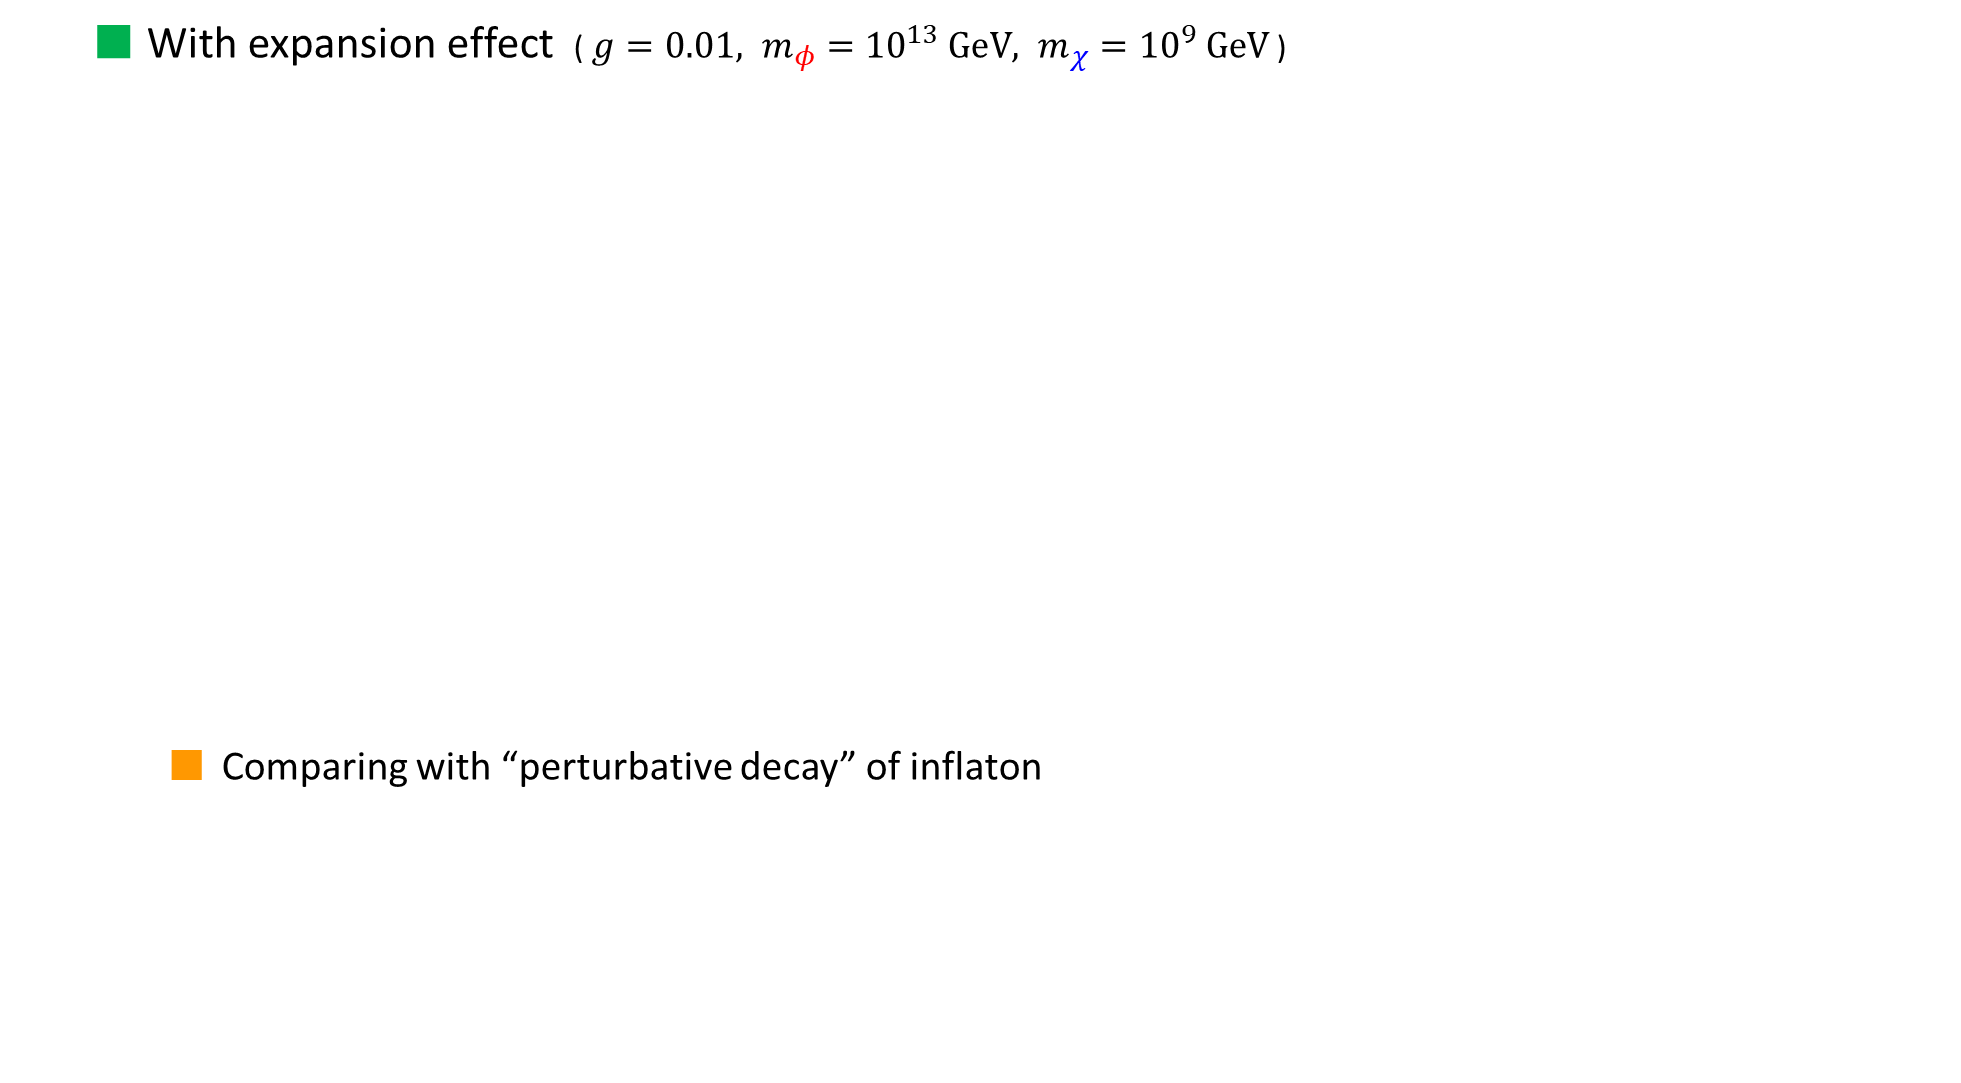 With expansion effect ( g = 0.01, m_ϕ = 10^13 GeV, m_χ = 10^9 GeV )
Comparing with “perturbative decay” of inflaton